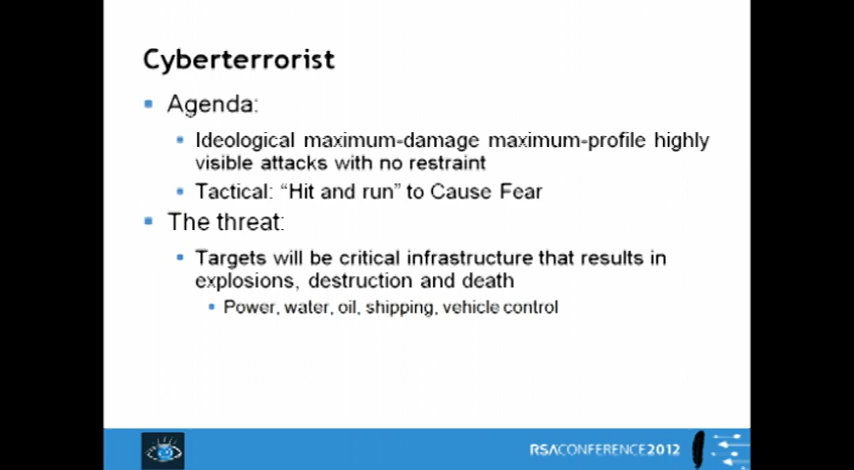 Cyberterrorist
Agenda:
Ideological maximum-damage maximum-profile highly
visible attacks with no restraint
Tactical: “Hit and run” to Cause Fear
The threat:
Targets will be critical infrastructure that results in
explosions, destruction and death
Power, water, oil, shipping, vehicle control
RSACONFERENCE2012